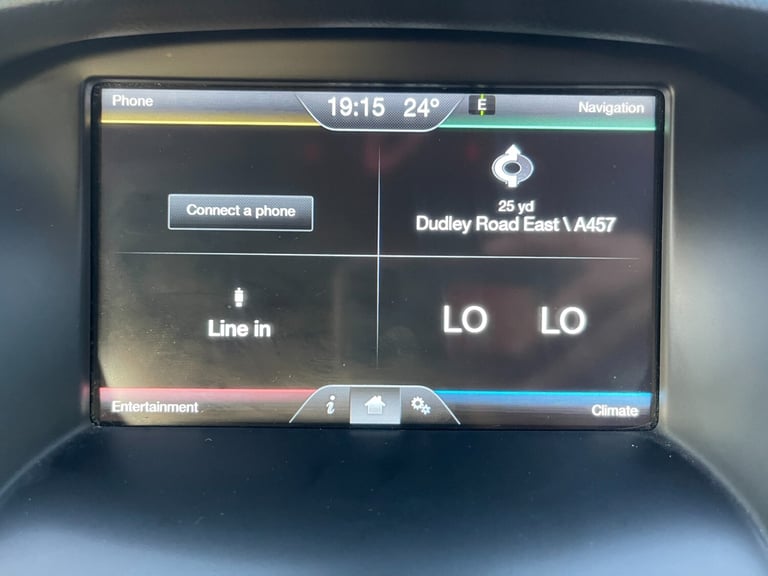 Phone
19:15 24°
E
Navigation
Connect a phone
25 yd
Dudley Road East \ A457
Line in
LO LO
Entertainment
i
Climate